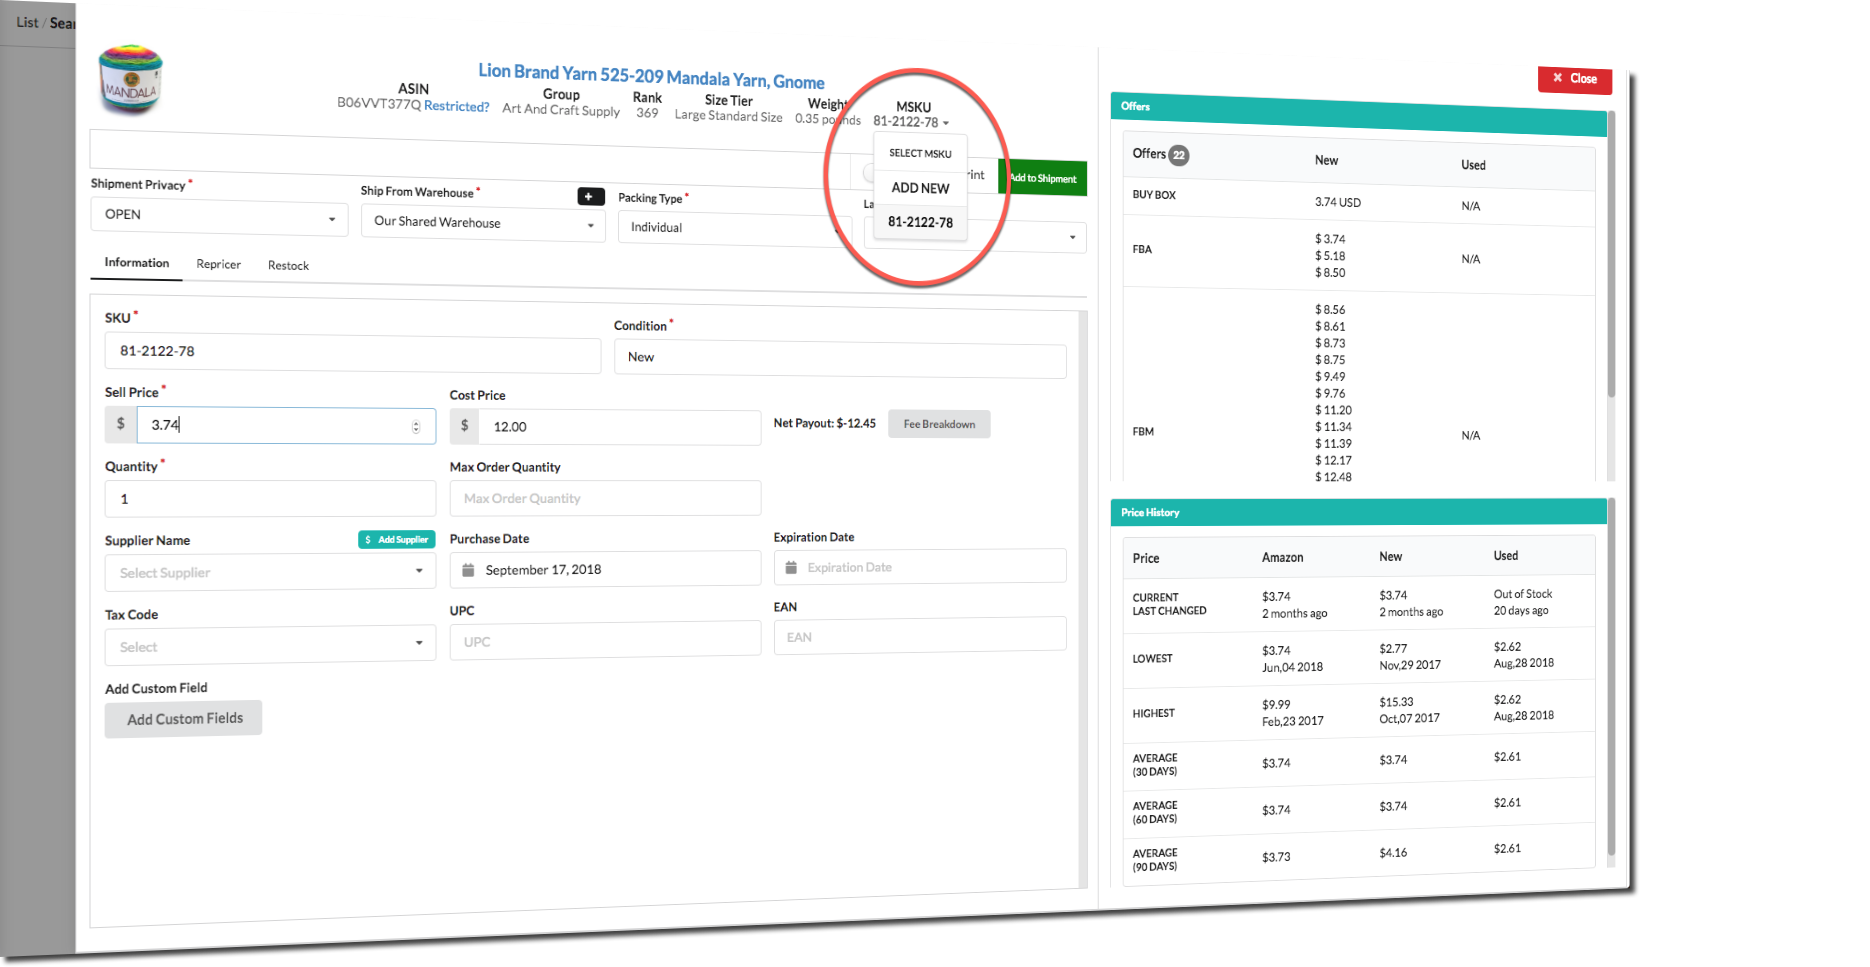 List / Sear
MANDALA
Lion Brand Yarn 525-209 Mandala Yarn, Gnome
ASIN
B06VVT377Q Restricted?
Group
Art And Craft Supply
Rank
369
Size Tier
Large Standard Size
Weight
0.35 pounds
MSKU
81-2122-78
SELECT MSKU
ADD NEW
81-2122-78
rint
Add to Shipment
Shipment Privacy *
OPEN
Ship From Warehouse *
+
Our Shared Warehouse
Packing Type *
Individual
La
Information Repricer Restock
SKU *
81-2122-78
Condition *
New
Sell Price *
$ 3.74
Cost Price
$ 12.00
Net Payout: $-12.45 Fee Breakdown
Quantity *
1
Max Order Quantity
Max Order Quantity
Supplier Name
$ Add Supplier
Select Supplier
Purchase Date
September 17, 2018
Expiration Date
Expiration Date
Tax Code
Select
UPC
UPC
EAN
EAN
Add Custom Field
Add Custom Fields
× Close
Offers
Offers 22 New Used
BUY BOX 3.74 USD N/A
FBA
$ 3.74
$ 5.18
$ 8.50
N/A
FBM
$ 8.56
$ 8.61
$ 8.73
$ 8.75
$ 9.49
$ 9.76
$ 11.20
$ 11.34
$ 11.39
$ 12.17
$ 12.48
N/A
Price History
Price Amazon New Used
CURRENT $3.74 $3.74 Out of Stock
LAST CHANGED 2 months ago 2 months ago 20 days ago
LOWEST
$3.74 $2.77 $2.62
Jun,04 2018 Nov,29 2017 Aug,28 2018
HIGHEST
$9.99 $15.33 $2.62
Feb,23 2017 Oct,07 2017 Aug,28 2018
AVERAGE
(30 DAYS)
$3.74 $3.74 $2.61
AVERAGE
(60 DAYS)
$3.74 $3.74 $2.61
AVERAGE
(90 DAYS)
$3.73 $4.16 $2.61